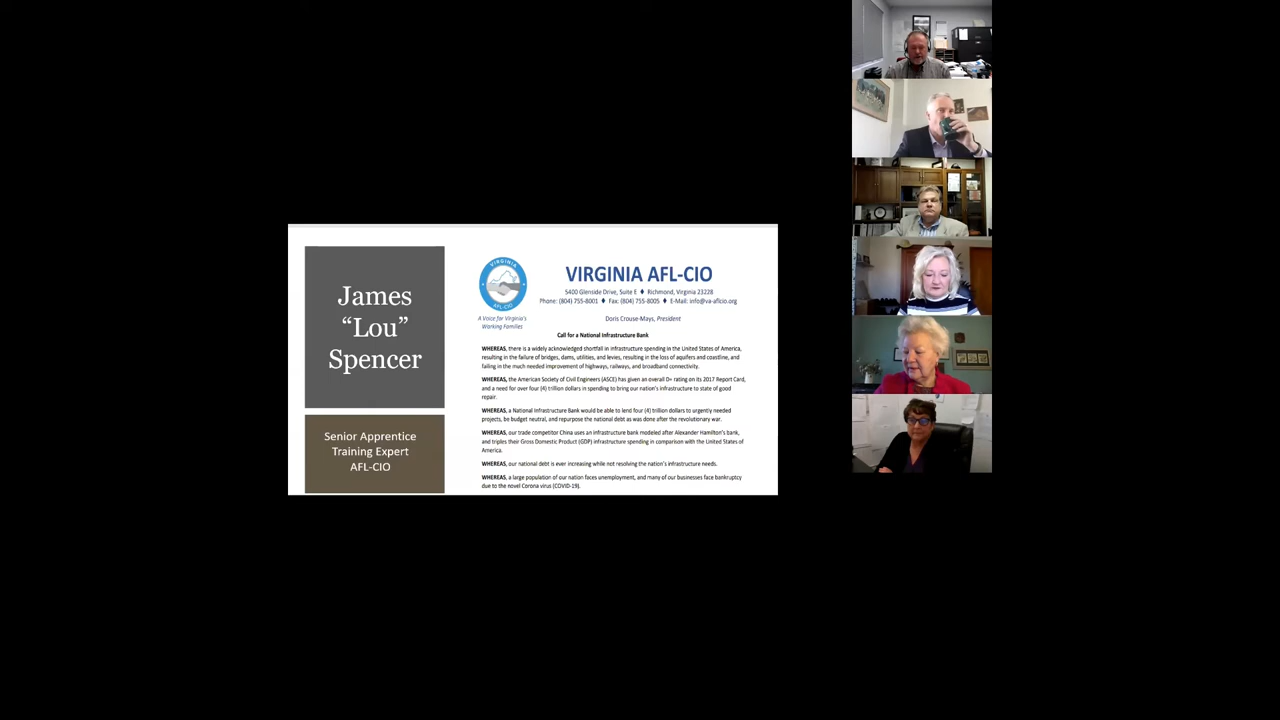 James
“Lou”
Spencer
Senior Apprentice
Training Expert
AFL-CIO
VIRGINIA
AFL-CIO
A Voice for Virginia's
Working Families
VIRGINIA AFL-CIO
5400 Glenside Drive, Suite E ♦ Richmond, Virginia 23228
Phone: (804) 755-8001 ♦ Fax: (804) 755-8005 ♦ E-Mail: info@va-aflcio.org
Doris Crouse-Mays, President
Call for a National Infrastructure Bank
WHEREAS, there is a widely acknowledged shortfall in infrastructure spending in the United States of America,
resulting in the failure of bridges, dams, utilities, and levies, resulting in the loss of aquifers and coastline, and
failing in the much needed improvement of highways, railways, and broadband connectivity.
WHEREAS, the American Society of Civil Engineers (ASCE) has given an overall D+ rating on its 2017 Report Card,
and a need for over four (4) trillion dollars in spending to bring our nation's infrastructure to state of good
repair.
WHEREAS, a National Infrastructure Bank would be able to lend four (4) trillion dollars to urgently needed
projects, be budget neutral, and repurpose the national debt as was done after the revolutionary war.
WHEREAS, our trade competitor China uses an infrastructure bank modeled after Alexander Hamilton's bank,
and triples their Gross Domestic Product (GDP) infrastructure spending in comparison with the United States of
America.
WHEREAS, our national debt is ever increasing while not resolving the nation's infrastructure needs.
WHEREAS, a large population of our nation faces unemployment, and many of our businesses face bankruptcy
due to the novel Corona virus (COVID-19).